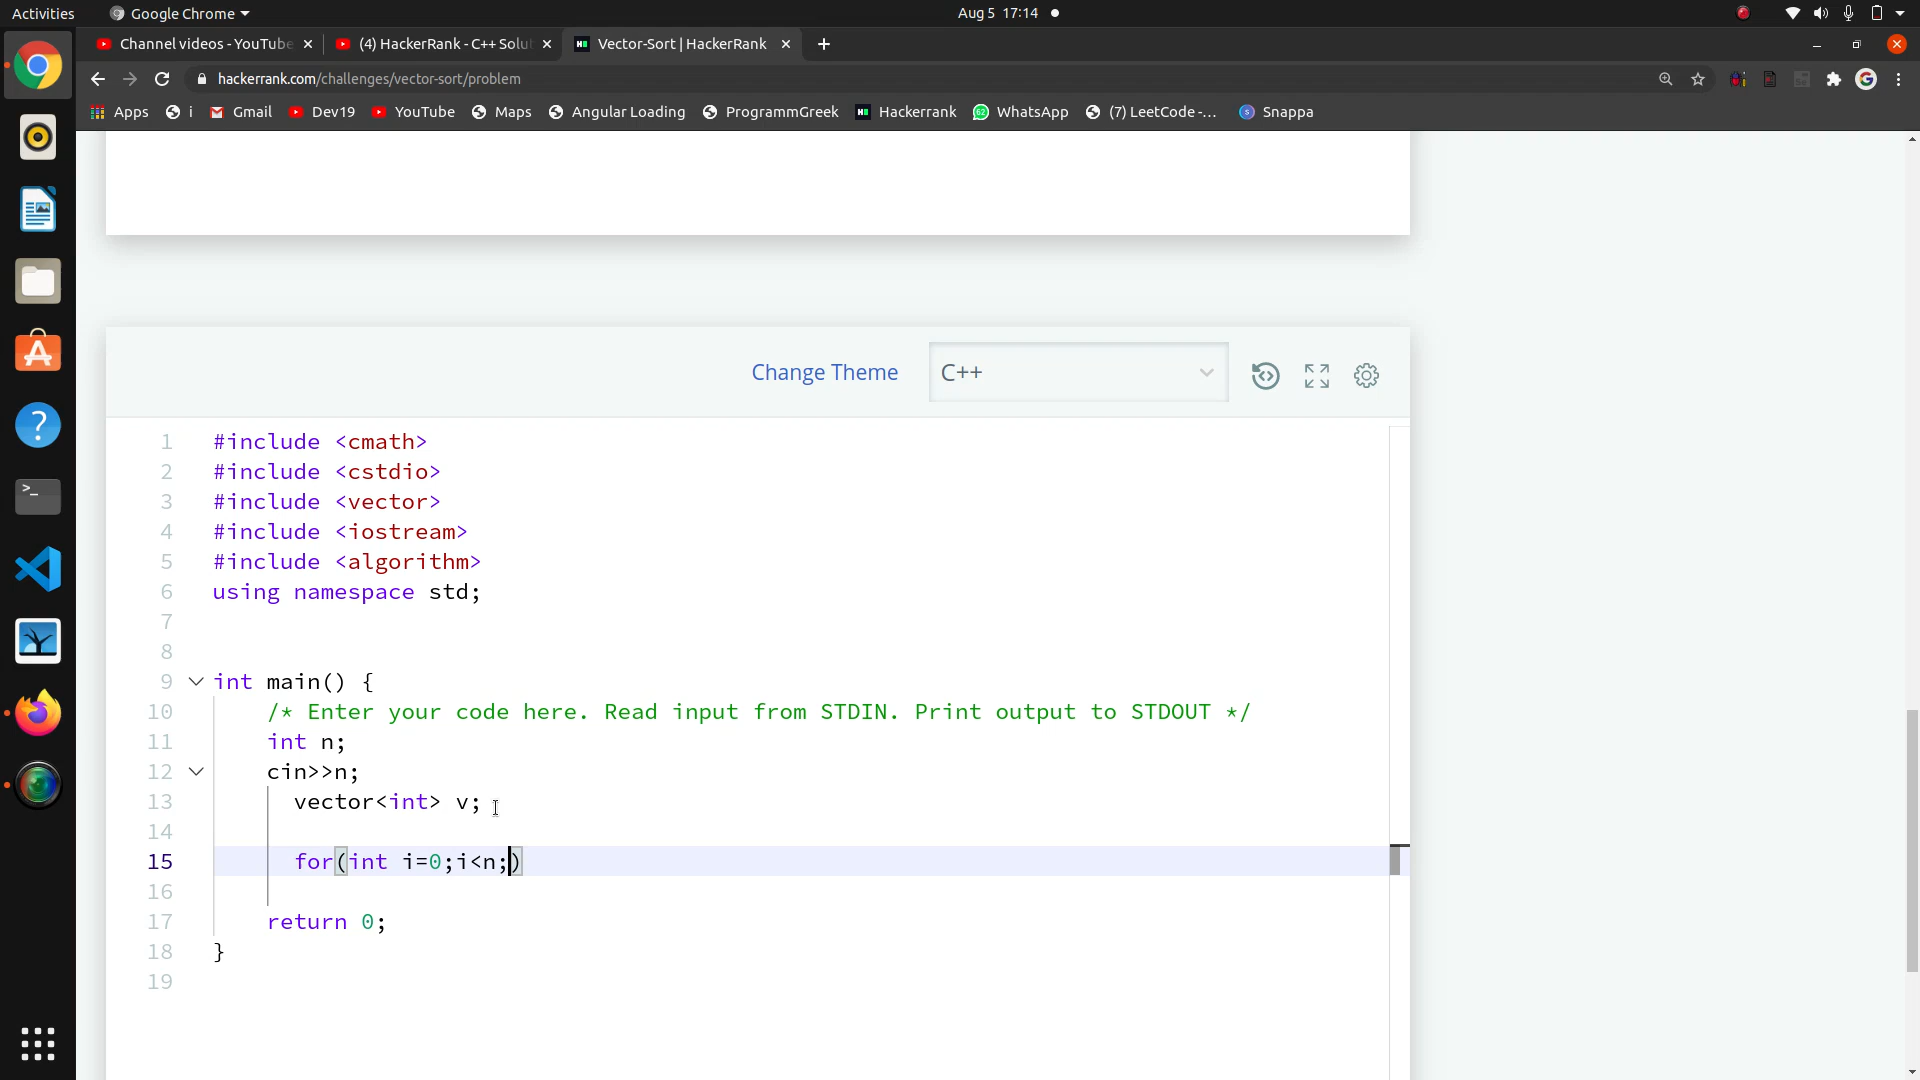 Activities
Google Chrome
Aug 5 17:14
Channel videos - YouTube
(4) HackerRank - C++ Solu
Vector-Sort | HackerRank
hackerrank.com/challenges/vector-sort/problem
Apps
i
Gmail
Dev19
YouTube
Maps
Angular Loading
ProgrammGreek
Hackerrank
WhatsApp
(7) LeetCode -...
Snappa
Change Theme
C++
1 #include <cmath>
2 #include <cstdio>
3 #include <vector>
4 #include <iostream>
5 #include <algorithm>
6 using namespace std;
7
8
9 int main() {
10 /* Enter your code here. Read input from STDIN. Print output to STDOUT */
11 int n;
12 cin>>n;
13 vector<int> v;
14
15 for(int i=0;i<n;)
16
17 return 0;
18 }
19